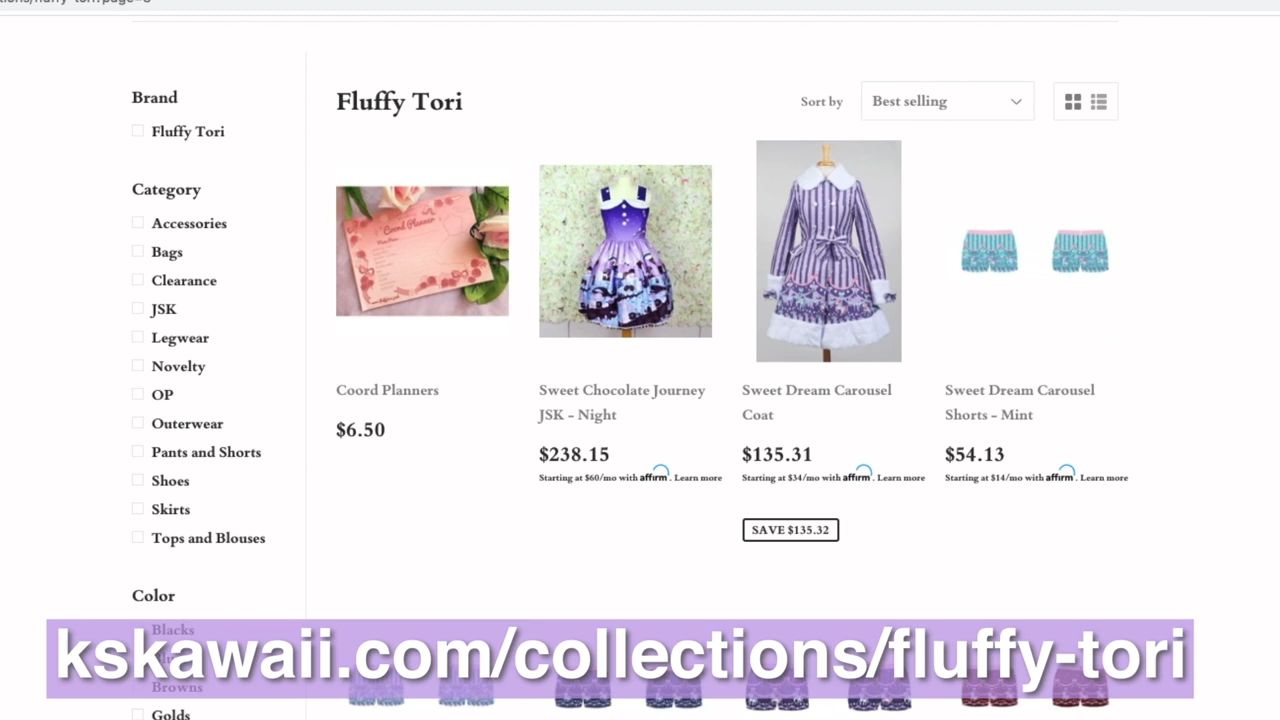 Fluffy Tori
Sort by
Best selling
Brand
Fluffy Tori
Category
Accessories
Bags
Clearance
JSK
Legwear
Novelty
OP
Outerwear
Pants and Shorts
Shoes
Skirts
Tops and Blouses
Color
Blacks
Browns
Golds
Coord Planner
Coord Planners
$6.50
Sweet Chocolate Journey
JSK - Night
$238.15
Starting at $60/mo with affirm. Learn more
Sweet Dream Carousel
Coat
$135.31
Starting at $34/mo with affirm. Learn more
SAVE $135.32
Sweet Dream Carousel
Shorts - Mint
$54.13
Starting at $14/mo with affirm. Learn more
kskawaii.com/collections/fluffy-tori